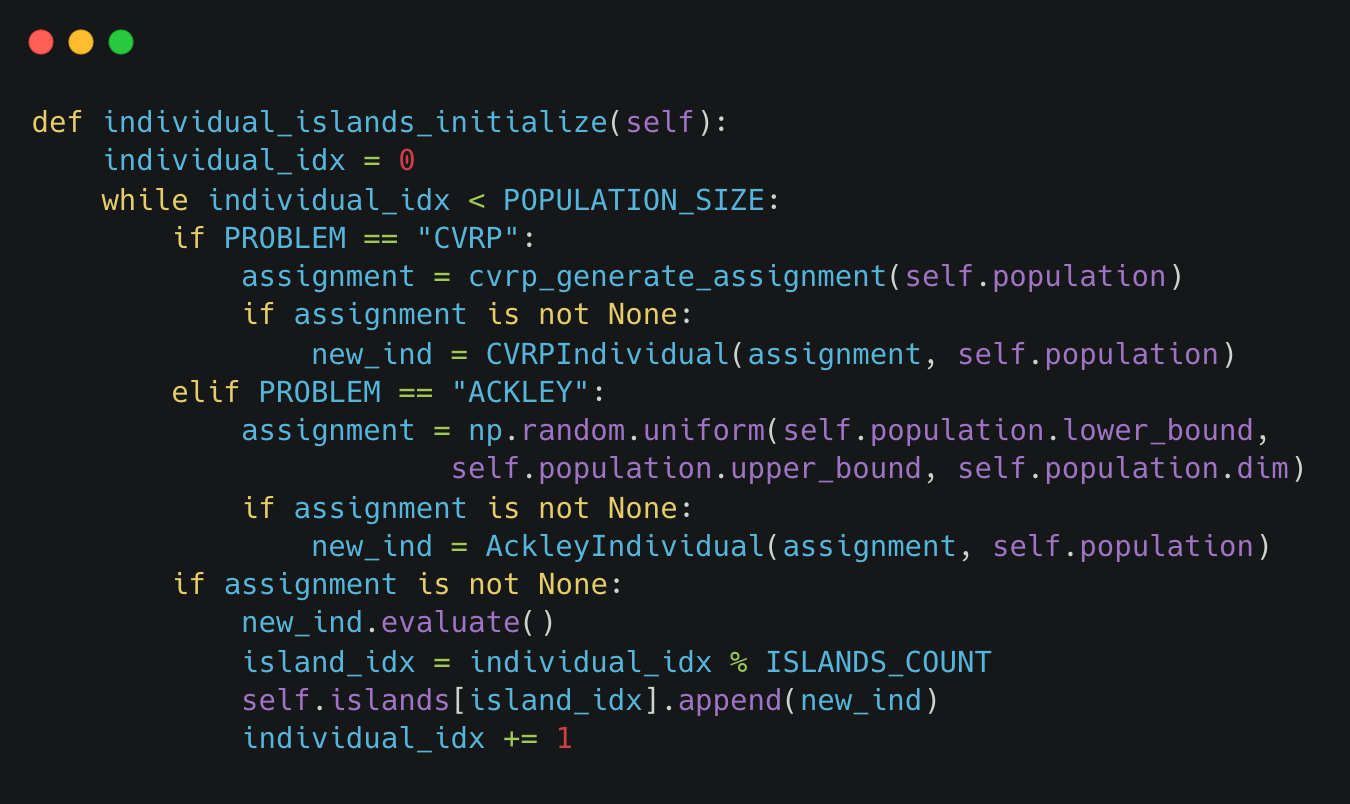 def individual_islands_initialize(self):
    individual_idx = 0
    while individual_idx < POPULATION_SIZE:
        if PROBLEM == "CVRP":
            assignment = cvrp_generate_assignment(self.population)
            if assignment is not None:
                new_ind = CVRPIndividual(assignment, self.population)
        elif PROBLEM == "ACKLEY":
            assignment = np.random.uniform(self.population.lower_bound,
                        self.population.upper_bound, self.population.dim)
            if assignment is not None:
                new_ind = AckleyIndividual(assignment, self.population)
        if assignment is not None:
            new_ind.evaluate()
            island_idx = individual_idx % ISLANDS_COUNT
            self.islands[island_idx].append(new_ind)
            individual_idx += 1